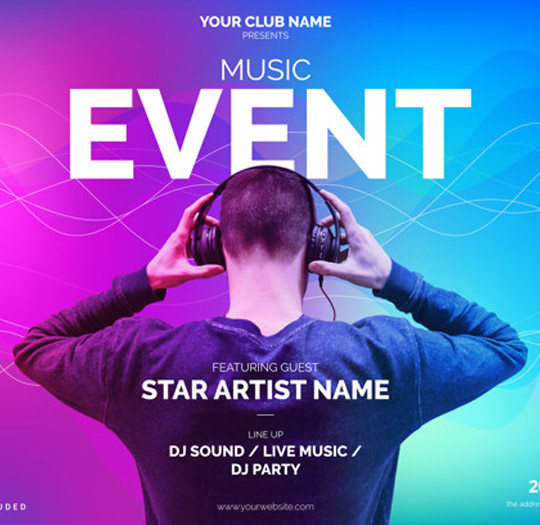 YOUR CLUB NAME
PRESENTS
MUSIC
EVENT
FEATURING GUEST
STAR ARTIST NAME
LINE UP
DJ SOUND / LIVE MUSIC /
DJ PARTY
www.yourwebsite.com
the